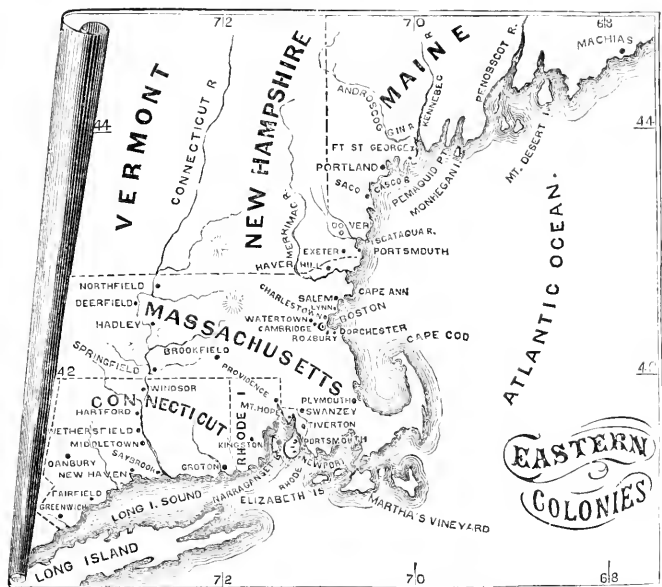 72
70
68
MACHIAS
VERMONT
NEW HAMPSHIRE
MAINE
CONNECTICUT R
ANDROSCOG
GIN R
KENNEBEC R
PENOBSCOT R.
44
44
FT ST GEORGE
PORTLAND
SACO
CASCO B
PEMAQUID P.
MONHEGAN I
MT. DESERT I.
MERRIMAC R.
DOVER
PISCATAQUA R.
EXETER
PORTSMOUTH
HAVERHILL
NORTHFIELD
DEERFIELD
HADLEY
MASSACHUSETTS
SALEM
CAPE ANN
LYNN
CHARLESTOWN
BOSTON
WATERTOWN
CAMBRIDGE
DORCHESTER
ROXBURY
CAPE COD
ATLANTIC OCEAN.
SPRINGFIELD
BROOKFIELD
42
42
WINDSOR
PROVIDENCE
PLYMOUTH
CONNECTICUT
RHODE I
MT. HOPE
SWANZEY
HARTFORD
TIVERTON
WETHERSFIELD
KINGSTON
PORTSMOUTH
MIDDLETOWN
NEWPORT
DANBURY
SAYBROOK
GROTON
NEW HAVEN
NARRAGANSET B
RHODE
EASTERN
COLONIES
FAIRFIELD
LONG I. SOUND
ELIZABETH IS
MARTHA'S VINEYARD
GREENWICH
LONG ISLAND
72
70
68